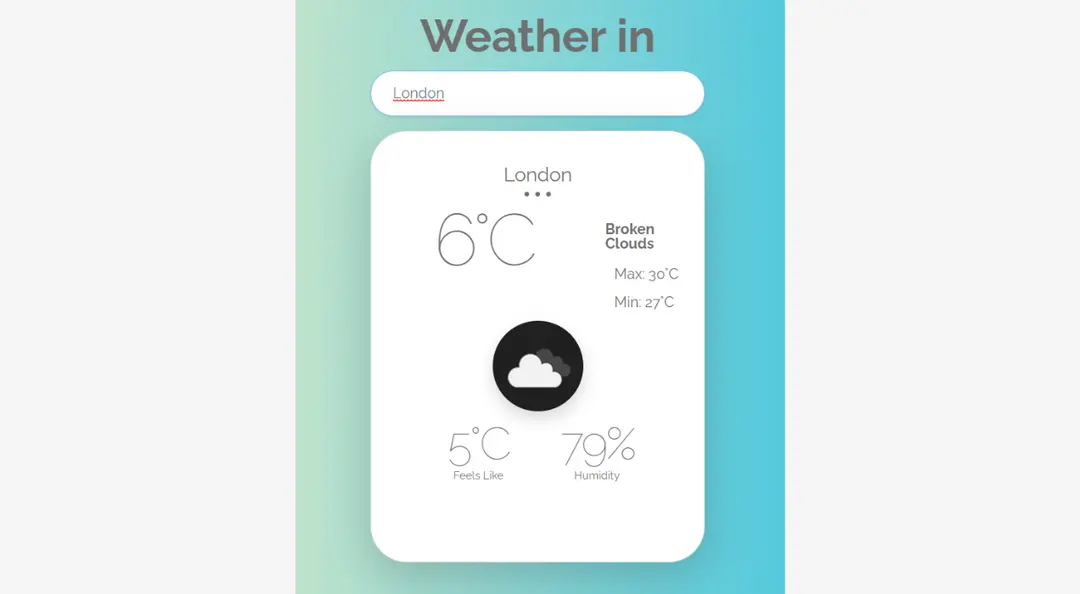 Weather in
London
London
6°C
Broken
Clouds
Max: 30°C
Min: 27°C
5°C
Feels Like
79%
Humidity